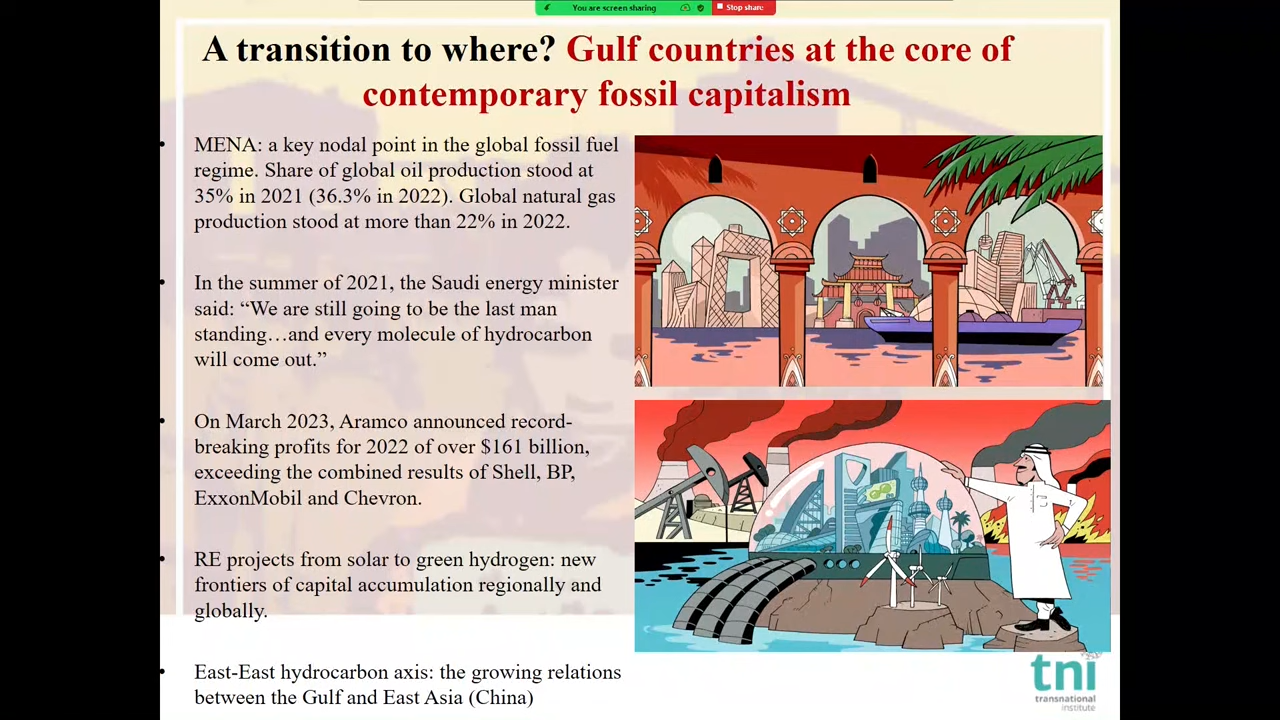 You are screen sharing
Stop share
A transition to where? Gulf countries at the core of
contemporary fossil capitalism
• MENA: a key nodal point in the global fossil fuel
regime. Share of global oil production stood at
35% in 2021 (36.3% in 2022). Global natural gas
production stood at more than 22% in 2022.
• In the summer of 2021, the Saudi energy minister
said: “We are still going to be the last man
standing…and every molecule of hydrocarbon
will come out.”
• On March 2023, Aramco announced record-
breaking profits for 2022 of over $161 billion,
exceeding the combined results of Shell, BP,
ExxonMobil and Chevron.
• RE projects from solar to green hydrogen: new
frontiers of capital accumulation regionally and
globally.
• East-East hydrocarbon axis: the growing relations
between the Gulf and East Asia (China)
tni
transnational
institute